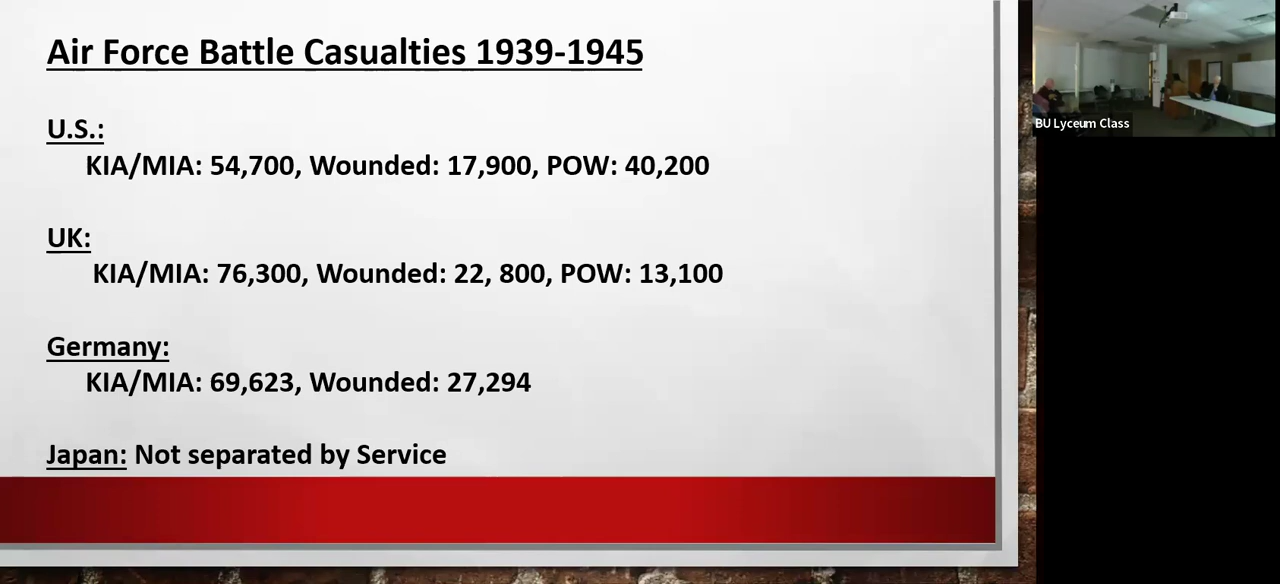 Air Force Battle Casualties 1939-1945
U.S.:
KIA/MIA: 54,700, Wounded: 17,900, POW: 40,200
UK:
KIA/MIA: 76,300, Wounded: 22, 800, POW: 13,100
Germany:
KIA/MIA: 69,623, Wounded: 27,294
Japan: Not separated by Service
BU Lyceum Class